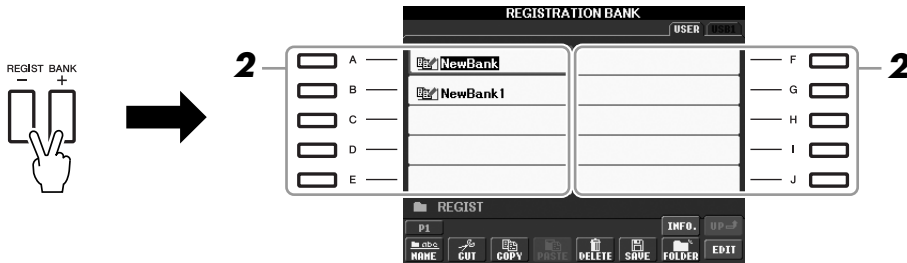 REGISTRATION BANK
USER USB1
REGIST BANK
− +
2 2
A NewBank F
B NewBank1 G
C H
D I
E J
REGIST
P1 INFO. UP
abc
NAME CUT COPY PASTE DELETE SAVE FOLDER EDIT